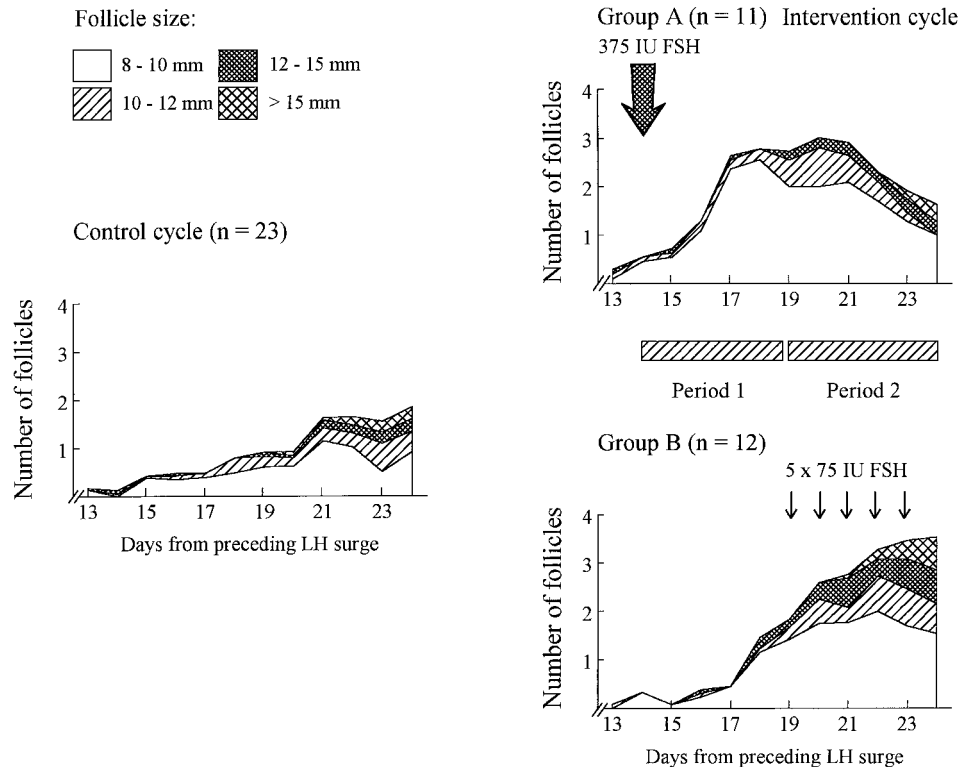 Follicle size:
8 - 10 mm
12 - 15 mm
10 - 12 mm
> 15 mm
Control cycle (n = 23)
Number of follicles
4
3
2
1
13 15 17 19 21 23
Days from preceding LH surge
Group A (n = 11) Intervention cycle
375 IU FSH
Number of follicles
4
3
2
1
13 15 17 19 21 23
Period 1 Period 2
Group B (n = 12)
5 x 75 IU FSH
Number of follicles
4
3
2
1
13 15 17 19 21 23
Days from preceding LH surge